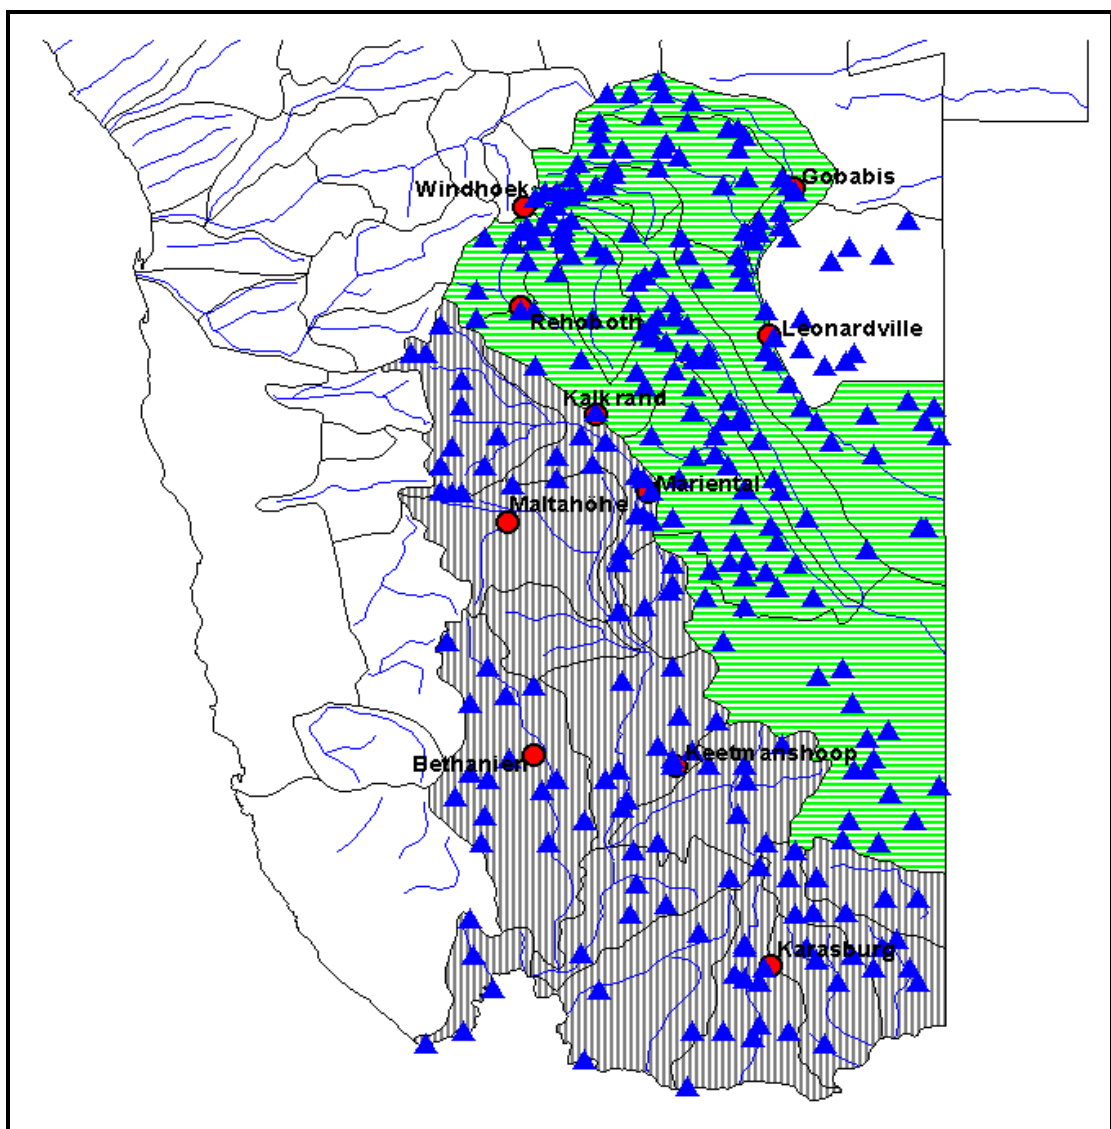 Gobabis
Windhoek
Rehoboth
Leonardville
Kalkrand
Mariental
Maltahöhe
Keetmanshoop
Bethanien
Karasburg